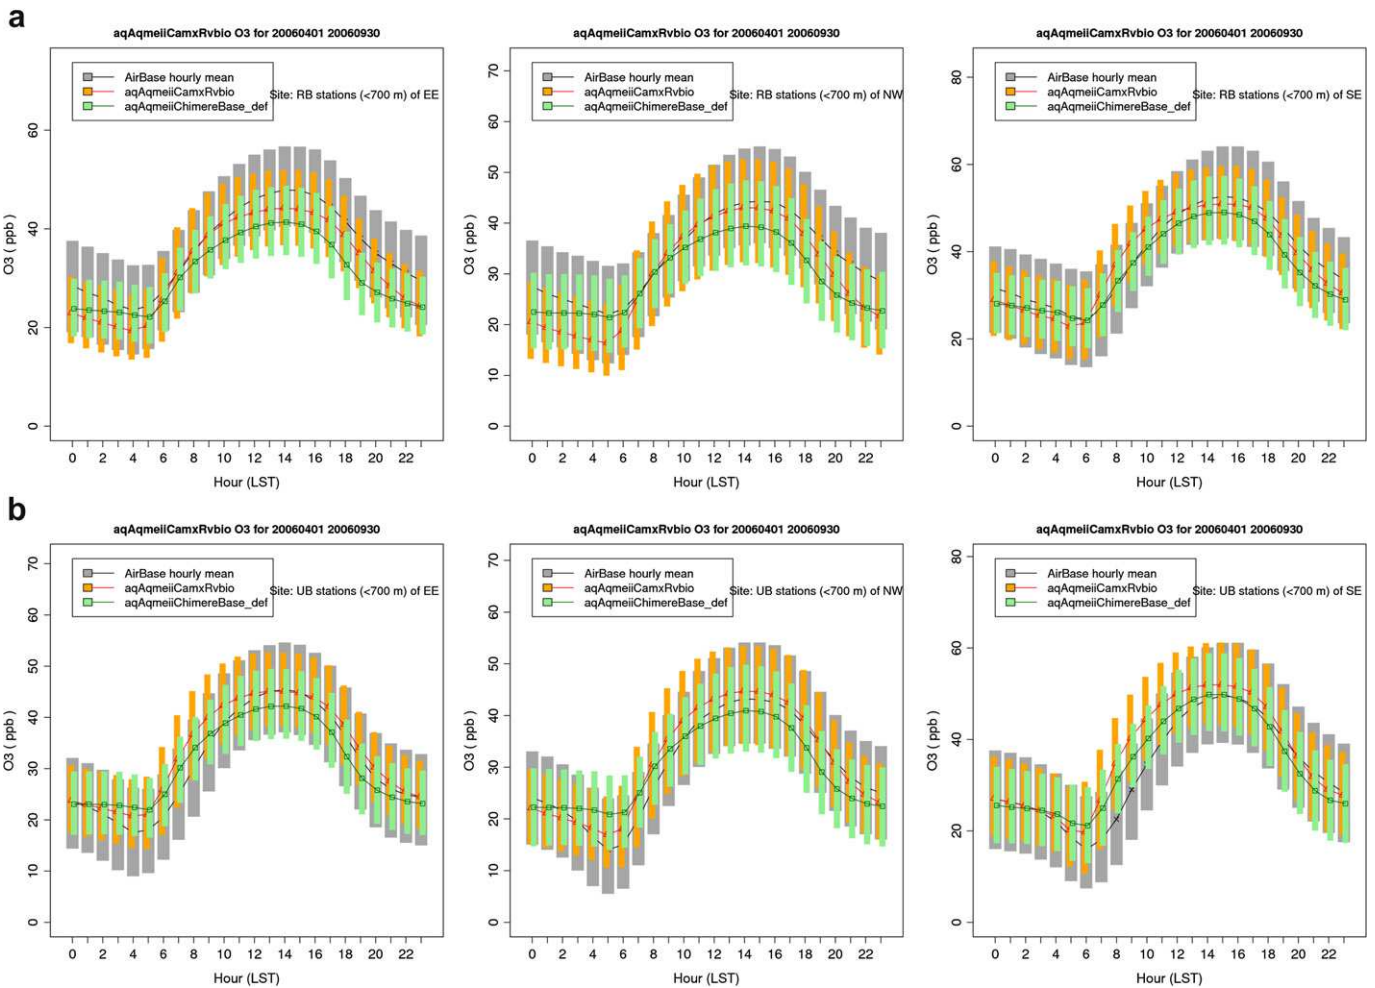 a
aqAqmeiiCamxRvbio O3 for 20060401 20060930
AirBase hourly mean
aqAqmeiiCamxRvbio
aqAqmeiiChimereBase_def
Site: RB stations (<700 m) of EE
O3 ( ppb )
60
40
20
0
0 2 4 6 8 10 12 14 16 18 20 22
Hour (LST)
aqAqmeiiCamxRvbio O3 for 20060401 20060930
AirBase hourly mean
aqAqmeiiCamxRvbio
aqAqmeiiChimereBase_def
Site: RB stations (<700 m) of NW
O3 ( ppb )
70
60
50
40
30
20
10
0
0 2 4 6 8 10 12 14 16 18 20 22
Hour (LST)
aqAqmeiiCamxRvbio O3 for 20060401 20060930
AirBase hourly mean
aqAqmeiiCamxRvbio
aqAqmeiiChimereBase_def
Site: RB stations (<700 m) of SE
O3 ( ppb )
80
60
40
20
0
0 2 4 6 8 10 12 14 16 18 20 22
Hour (LST)
b
aqAqmeiiCamxRvbio O3 for 20060401 20060930
AirBase hourly mean
aqAqmeiiCamxRvbio
aqAqmeiiChimereBase_def
Site: UB stations (<700 m) of EE
O3 ( ppb )
70
60
50
40
30
20
10
0
0 2 4 6 8 10 12 14 16 18 20 22
Hour (LST)
aqAqmeiiCamxRvbio O3 for 20060401 20060930
AirBase hourly mean
aqAqmeiiCamxRvbio
aqAqmeiiChimereBase_def
Site: UB stations (<700 m) of NW
O3 ( ppb )
70
60
50
40
30
20
10
0
0 2 4 6 8 10 12 14 16 18 20 22
Hour (LST)
aqAqmeiiCamxRvbio O3 for 20060401 20060930
AirBase hourly mean
aqAqmeiiCamxRvbio
aqAqmeiiChimereBase_def
Site: UB stations (<700 m) of SE
O3 ( ppb )
80
60
40
20
0
0 2 4 6 8 10 12 14 16 18 20 22
Hour (LST)